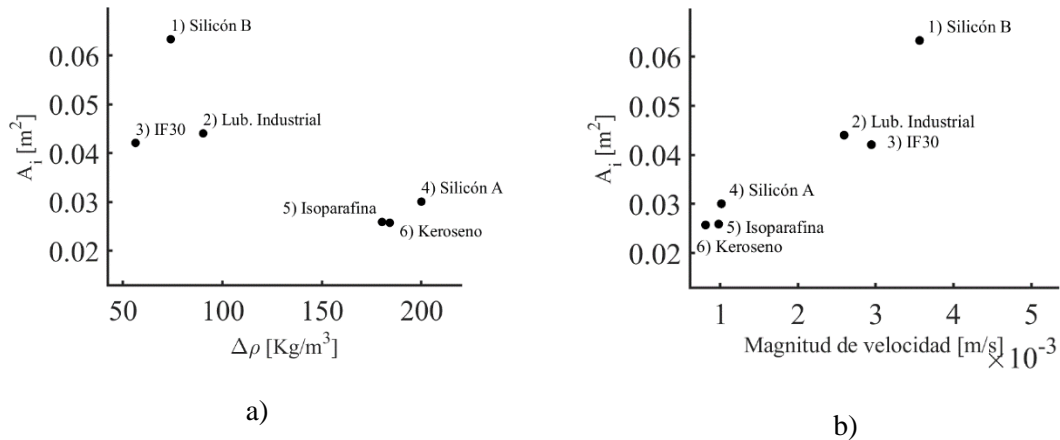 1) Silicón B
0.06
0.05
2) Lub. Industrial
3) IF30
A_i [m²]
0.04
0.03
4) Silicón A
5) Isoparafina
6) Keroseno
0.02
50 100 150 200
Δρ [Kg/m³]
a)
1) Silicón B
0.06
0.05
2) Lub. Industrial
3) IF30
A_i [m²]
0.04
0.03
4) Silicón A
5) Isoparafina
6) Keroseno
0.02
1 2 3 4 5
Magnitud de velocidad [m/s]
×10⁻³
b)